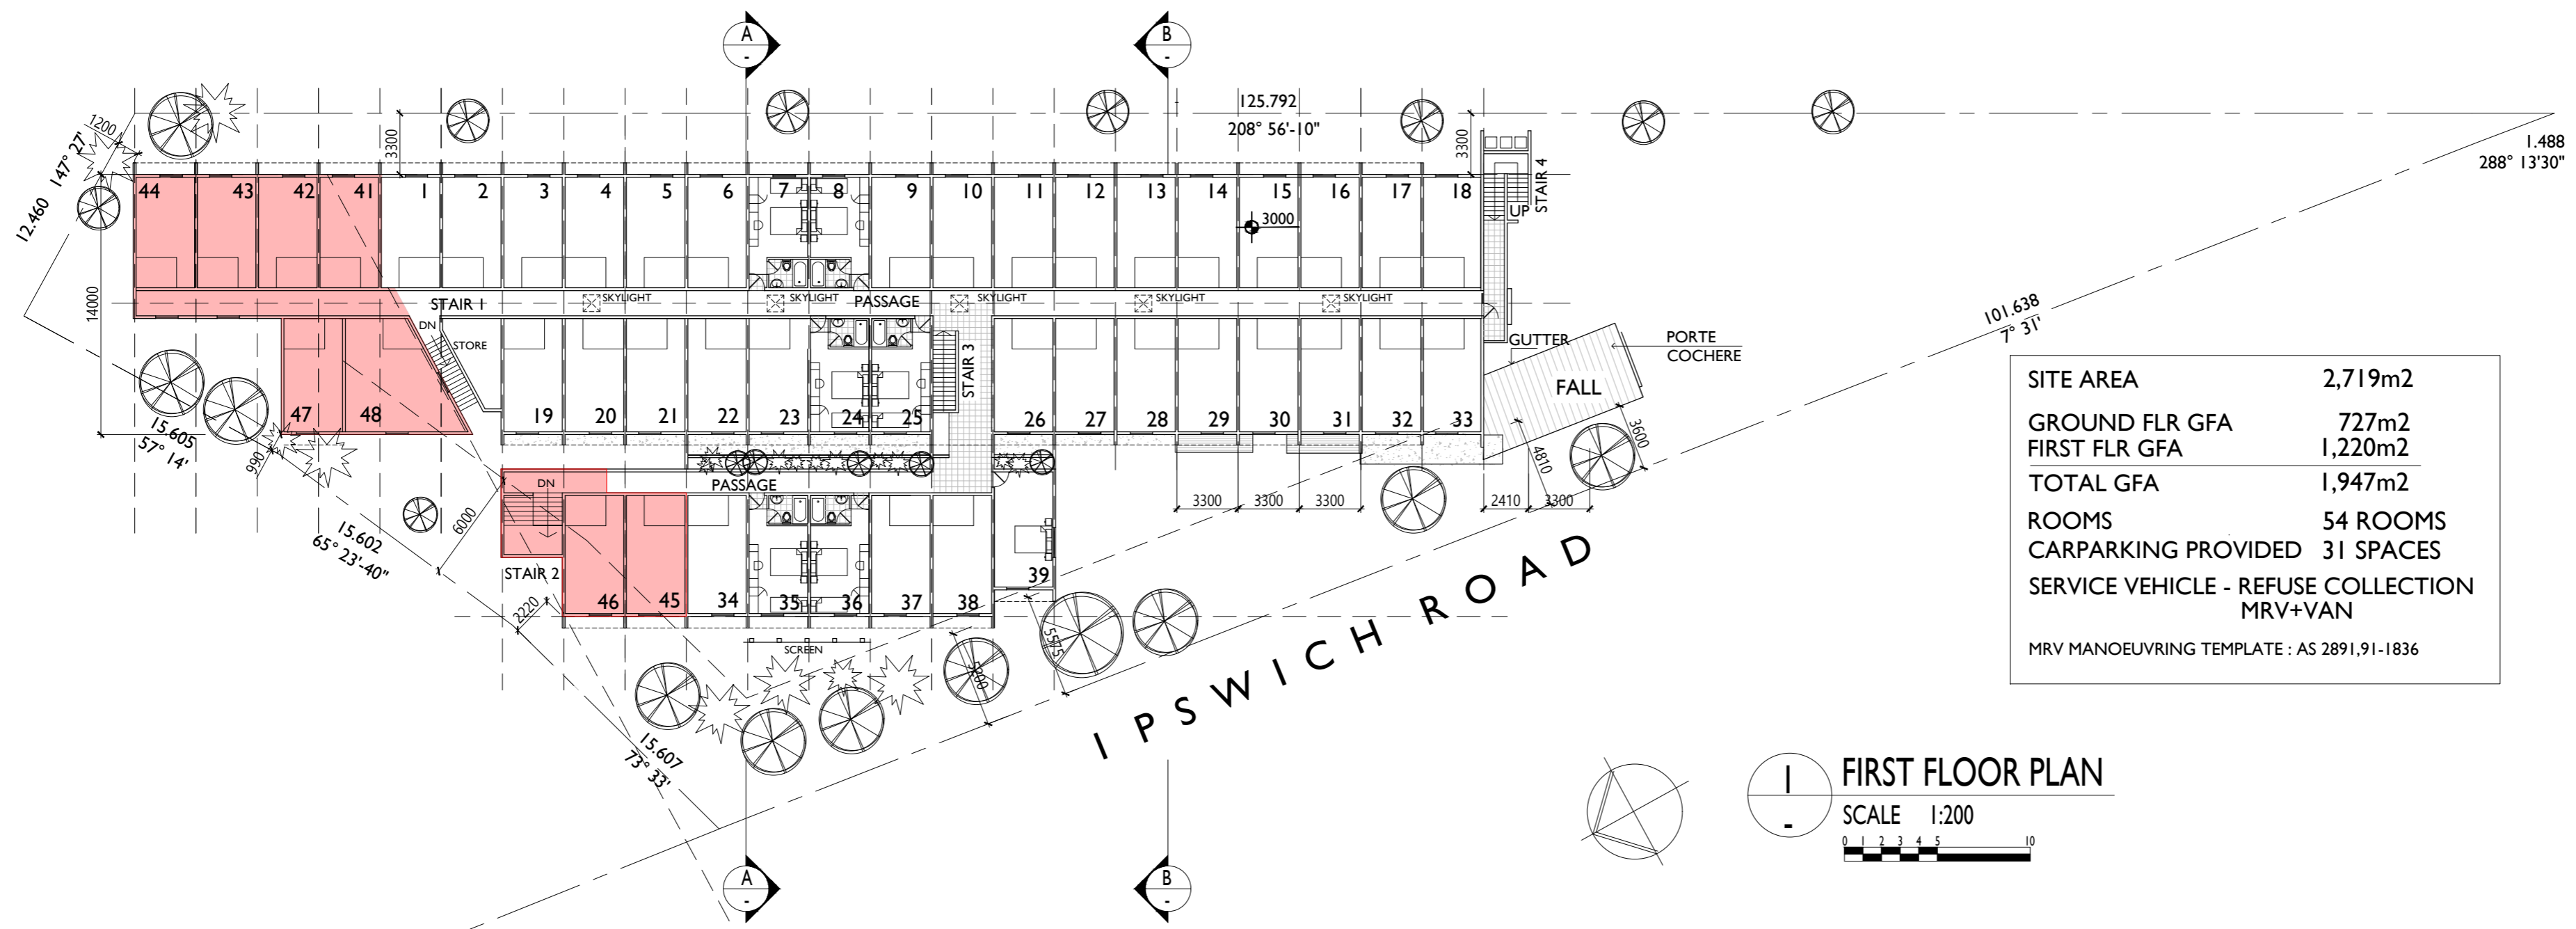 A
-
B
-
125.792
208° 56'-10"
1.488
288° 13'30"
1200
147° 27'
12.460
3300
3300
STAIR 4
UP
44
43
42
41
1
2
3
4
5
6
7
8
9
10
11
12
13
14
15
16
17
18
3000
14000
STAIR 1
SKYLIGHT
SKYLIGHT
PASSAGE
SKYLIGHT
SKYLIGHT
SKYLIGHT
DN
STORE
STAIR 3
GUTTER
PORTE
COCHERE
FALL
101.638
7° 31'
47
48
19
20
21
22
23
24
25
26
27
28
29
30
31
32
33
15.605
57° 14'
990
3600
4810
DN
PASSAGE
6000
3300
3300
3300
2410
3300
15.602
65° 23'-40"
STAIR 2
2220
46
45
34
35
36
37
38
39
SCREEN
5200
5575
IPSWICH ROAD
15.607
73° 33'
SITE AREA 2,719m2
GROUND FLR GFA 727m2
FIRST FLR GFA 1,220m2
TOTAL GFA 1,947m2
ROOMS 54 ROOMS
CARPARKING PROVIDED 31 SPACES
SERVICE VEHICLE - REFUSE COLLECTION
MRV+VAN
MRV MANOEUVRING TEMPLATE : AS 2891,91-1836
1
-
FIRST FLOOR PLAN
SCALE 1:200
0 1 2 3 4 5 10
A
-
B
-